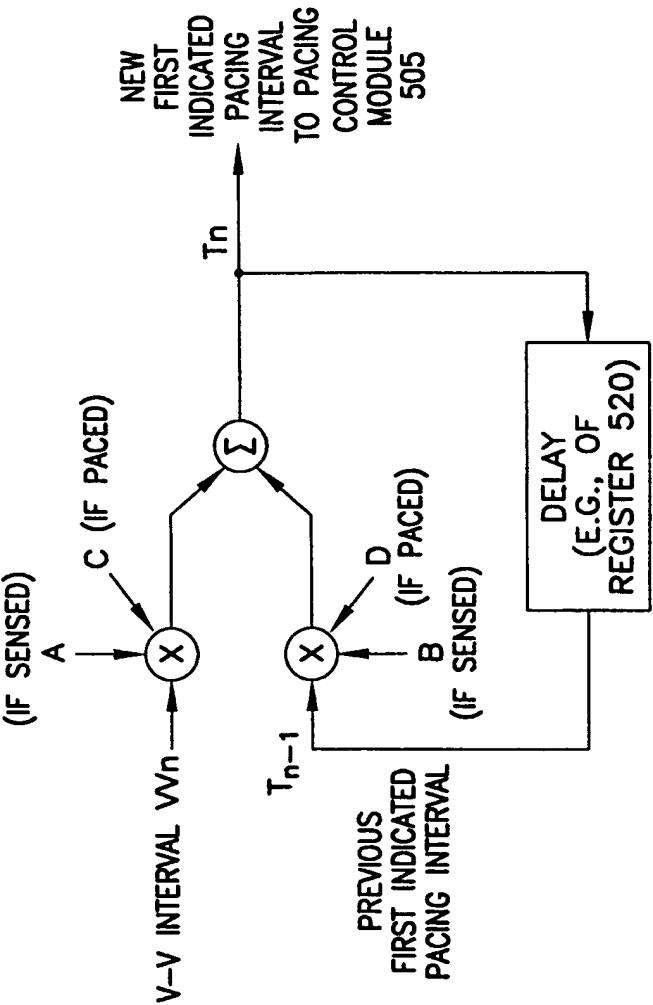 (IF SENSED)
A
C (IF PACED)
V-V INTERVAL VVn
X
Σ
Tn
NEW
FIRST
INDICATED
PACING
INTERVAL
TO PACING
CONTROL
MODULE
505
Tn-1
X
D
(IF PACED)
B
(IF SENSED)
PREVIOUS
FIRST INDICATED
PACING INTERVAL
DELAY
(E.G., OF
REGISTER 520)